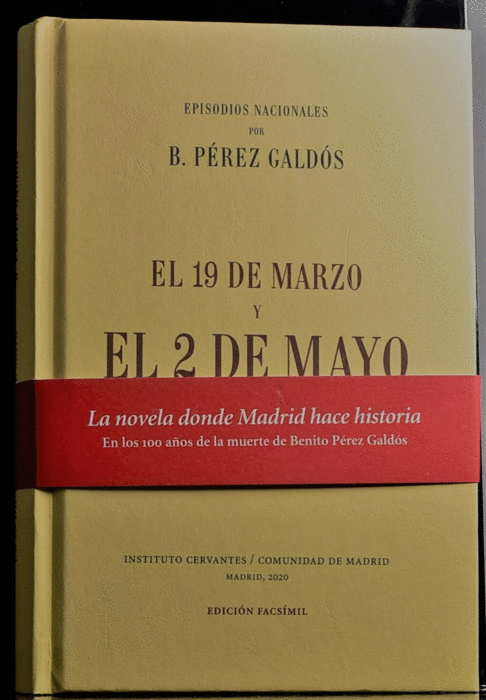 EPISODIOS NACIONALES
POR
B. PÉREZ GALDÓS
EL 19 DE MARZO
Y
EL 2 DE MAYO
La novela donde Madrid hace historia
En los 100 años de la muerte de Benito Pérez Galdós
INSTITUTO CERVANTES / COMUNIDAD DE MADRID
MADRID, 2020
EDICIÓN FACSÍMIL